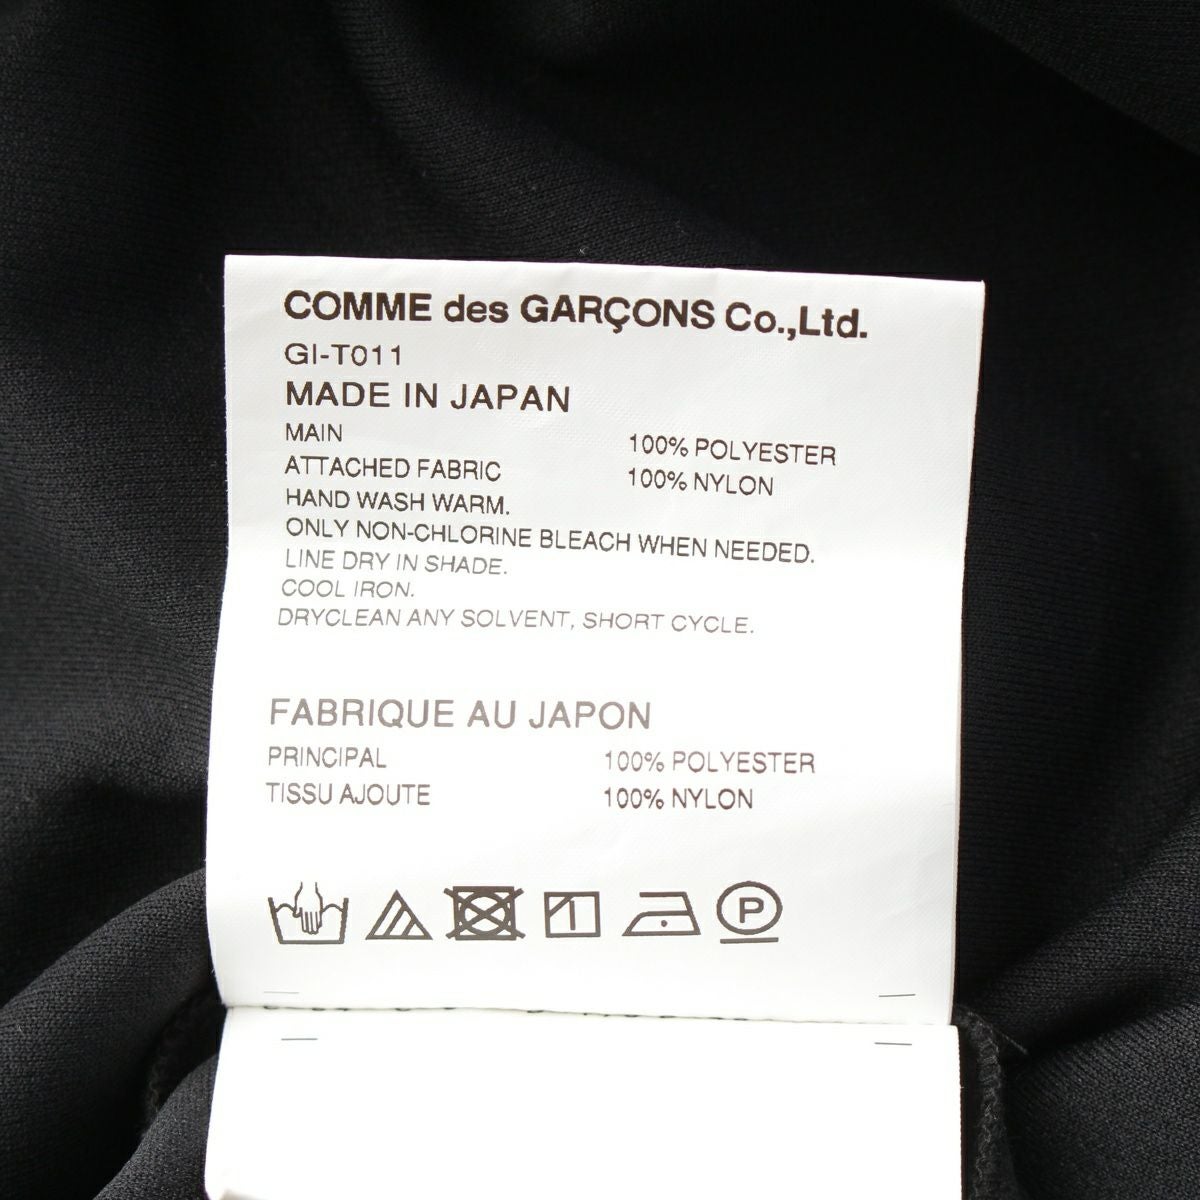 COMME des GARÇONS Co.,Ltd.
GI-T011
MADE IN JAPAN
MAIN 100% POLYESTER
ATTACHED FABRIC 100% NYLON
HAND WASH WARM.
ONLY NON-CHLORINE BLEACH WHEN NEEDED.
LINE DRY IN SHADE.
COOL IRON.
DRYCLEAN ANY SOLVENT, SHORT CYCLE.
FABRIQUE AU JAPON
PRINCIPAL 100% POLYESTER
TISSU AJOUTE 100% NYLON
P